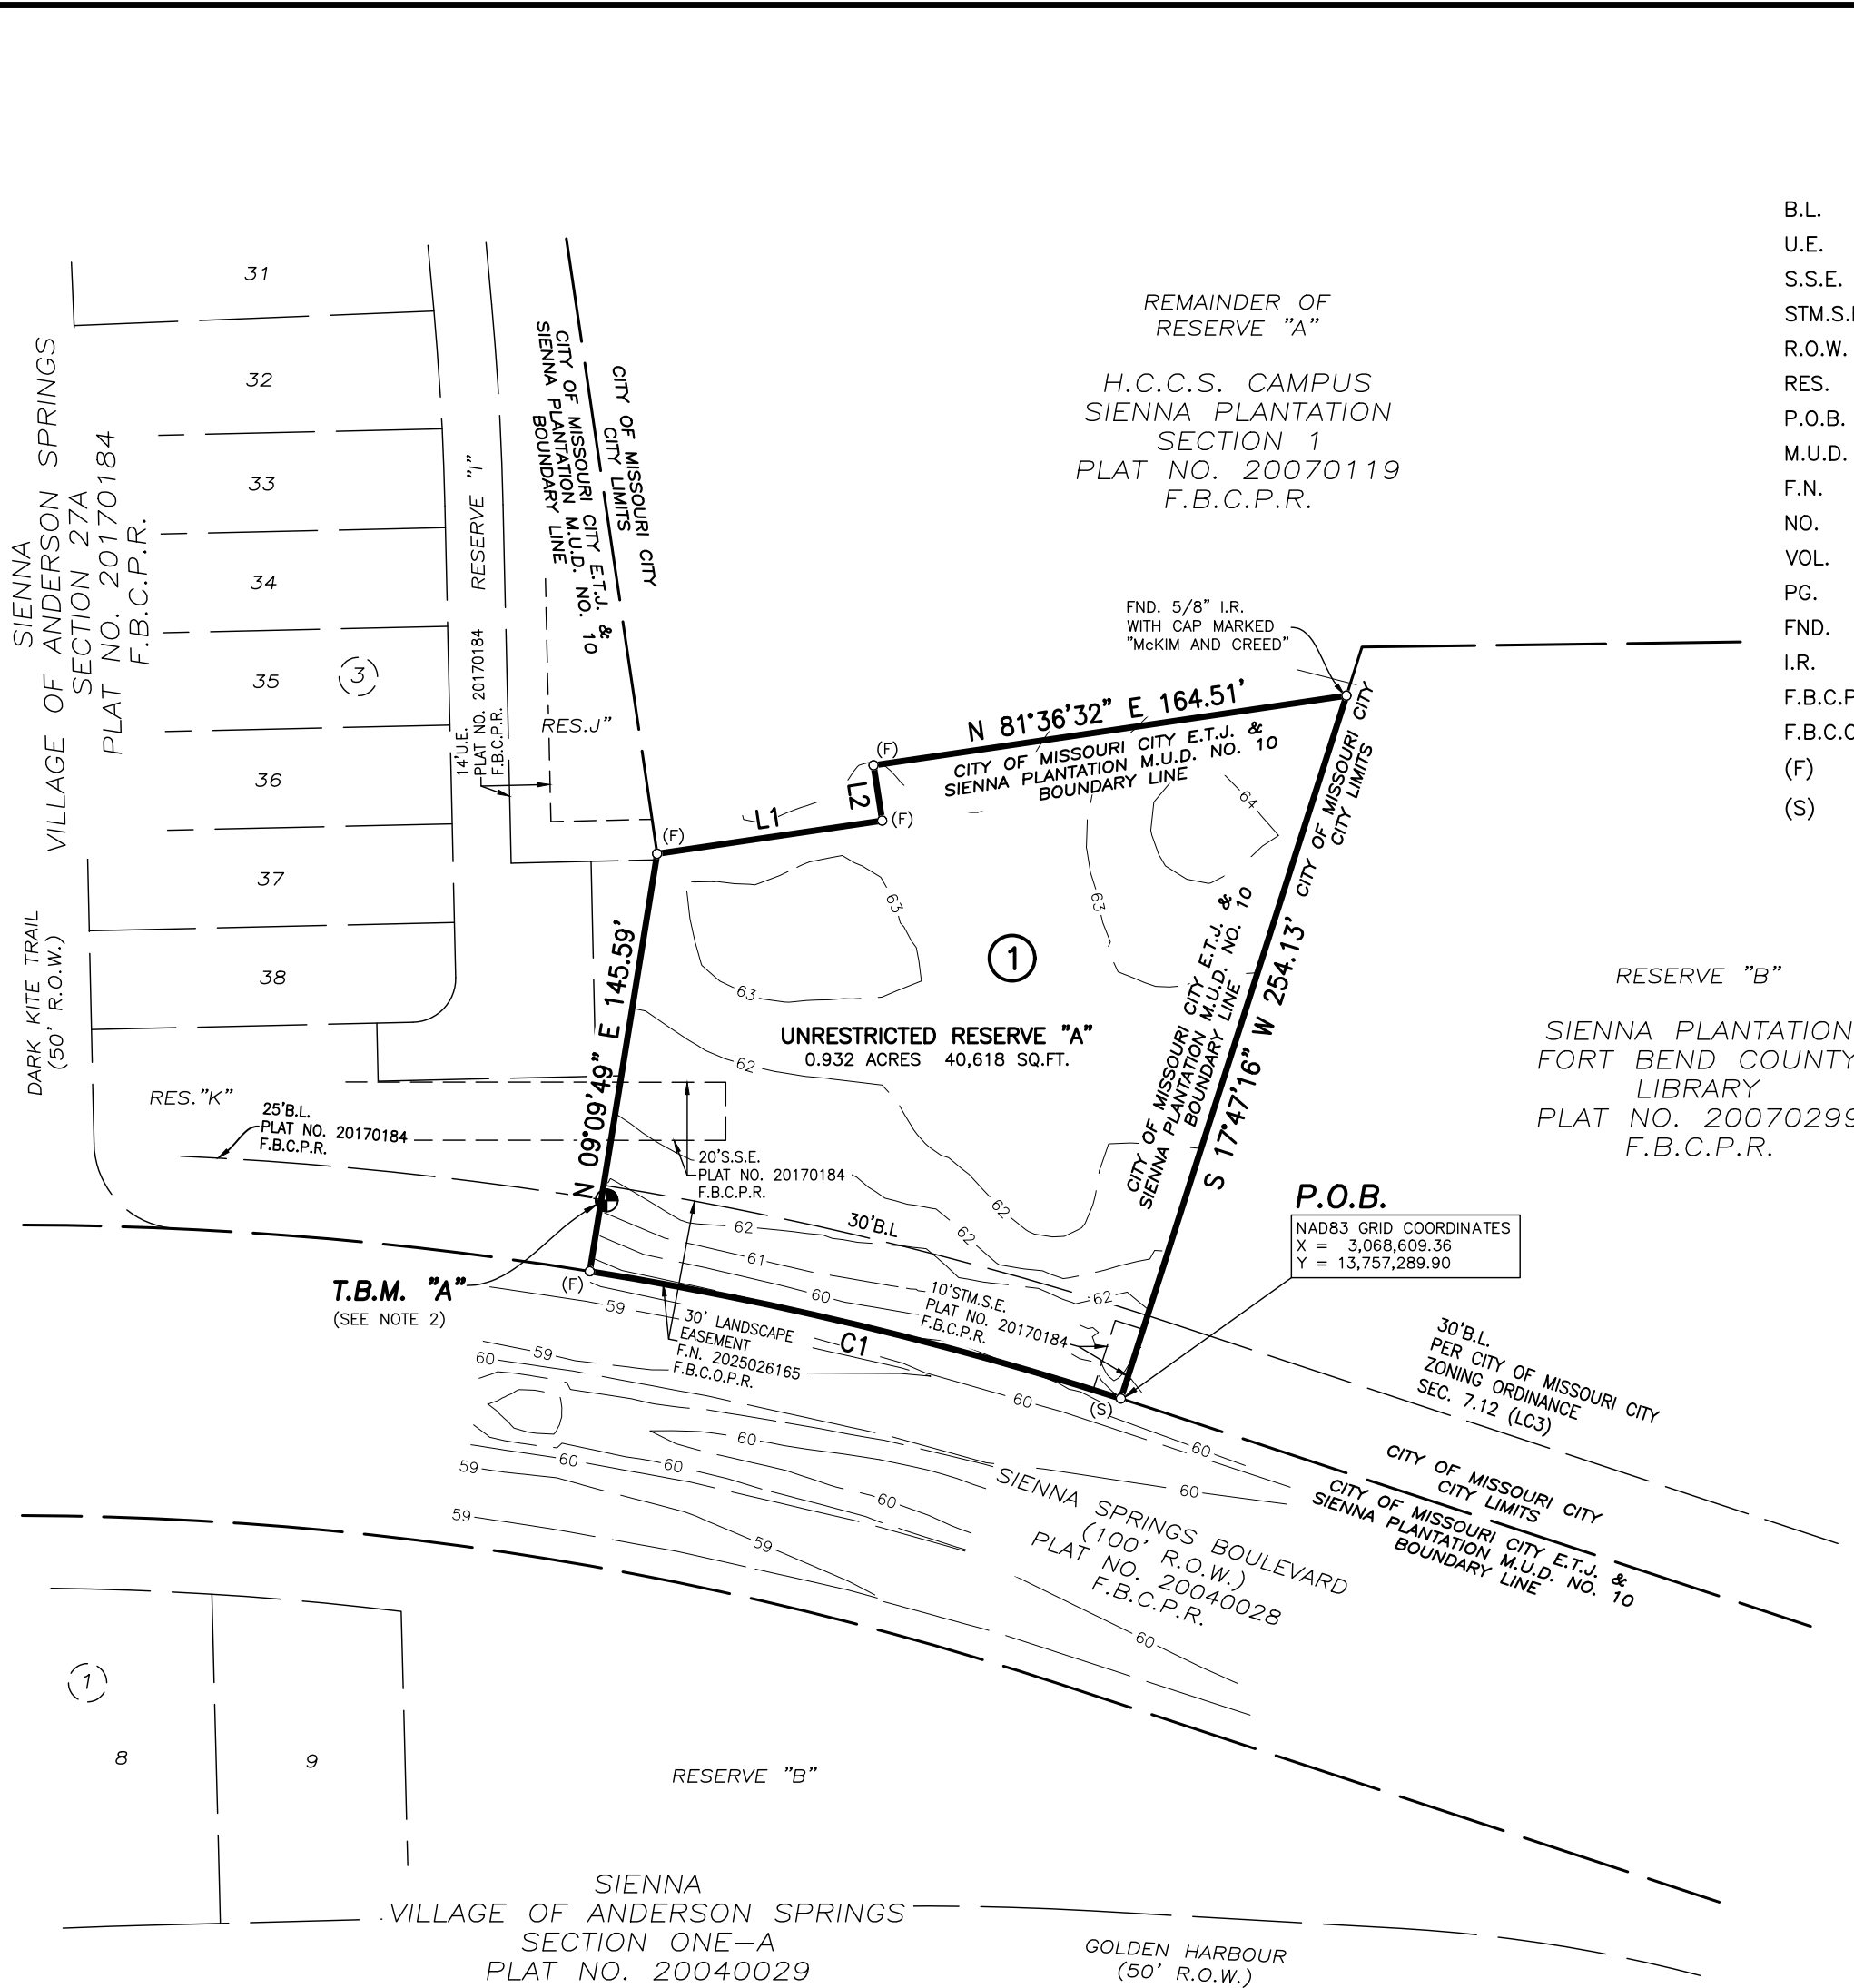 B.L.
U.E.
S.S.E.
STM.S.
R.O.W.
RES.
P.O.B.
M.U.D.
F.N.
NO.
VOL.
PG.
FND.
I.R.
F.B.C.P
F.B.C.O
(F)
(S)
REMAINDER OF
RESERVE "A"
H.C.C.S. CAMPUS
SIENNA PLANTATION
SECTION 1
PLAT NO. 20070119
F.B.C.P.R.
SIENNA
VILLAGE OF ANDERSON SPRINGS
SECTION 27A
PLAT NO. 20170184
F.B.C.P.R.
31
32
33
34
35
3
36
37
38
RESERVE "I"
14'U.E.
PLAT NO. 20170184
F.B.C.P.R.
RES.J"
CITY OF MISSOURI CITY
CITY LIMITS
CITY OF MISSOURI CITY E.T.J. &
SIENNA PLANTATION M.U.D. NO. 10
BOUNDARY LINE
FND. 5/8" I.R.
WITH CAP MARKED
"McKIM AND CREED"
N 81°36'32" E 164.51'
CITY OF MISSOURI CITY E.T.J. &
SIENNA PLANTATION M.U.D. NO. 10
BOUNDARY LINE
(F)
L2
(F)
L1
(F)
64
63
63
63
CITY OF MISSOURI CITY
CITY LIMITS
S 17°47'16" W 254.13'
CITY OF MISSOURI CITY E.T.J. &
SIENNA PLANTATION M.U.D. NO. 10
BOUNDARY LINE
1
UNRESTRICTED RESERVE "A"
0.932 ACRES 40,618 SQ.FT.
N 09°09'49" E 145.59'
DARK KITE TRAIL
(50' R.O.W.)
RES."K"
25'B.L.
PLAT NO. 20170184
F.B.C.P.R.
62
20'S.S.E.
PLAT NO. 20170184
F.B.C.P.R.
62
62
62
30'B.L
62
61
60
T.B.M. "A"
(SEE NOTE 2)
(F)
59
30' LANDSCAPE
EASEMENT
F.N. 2025026165
F.B.C.O.P.R.
C1
10'STM.S.E.
PLAT NO. 20170184
F.B.C.P.R.
P.O.B.
NAD83 GRID COORDINATES
X = 3,068,609.36
Y = 13,757,289.90
(S)
RESERVE "B"
SIENNA PLANTATION
FORT BEND COUNTY
LIBRARY
PLAT NO. 20070299
F.B.C.P.R.
30'B.L.
PER CITY OF MISSOURI CITY
ZONING ORDINANCE
SEC. 7.12 (LC3)
CITY OF MISSOURI CITY
CITY LIMITS
CITY OF MISSOURI CITY E.T.J. &
SIENNA PLANTATION M.U.D. NO. 10
BOUNDARY LINE
59
60
60
60
60
60
60
60
60
59
59
59
60
SIENNA SPRINGS BOULEVARD
(100' R.O.W.)
PLAT NO. 20040028
F.B.C.P.R.
1
8
9
RESERVE "B"
SIENNA
VILLAGE OF ANDERSON SPRINGS
SECTION ONE-A
PLAT NO. 20040029
GOLDEN HARBOUR
(50' R.O.W.)